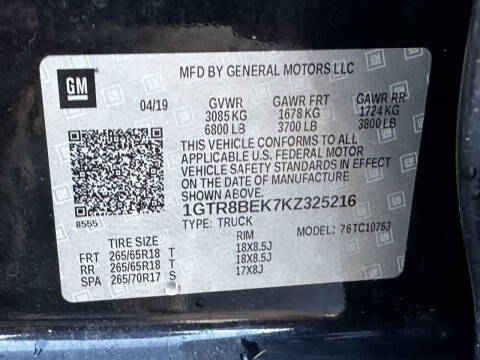 GM
MFD BY GENERAL MOTORS LLC
04/19 GVWR GAWR FRT GAWR RR
3085 KG 1678 KG 1724 KG
6800 LB 3700 LB 3800 LB
THIS VEHICLE CONFORMS TO ALL
APPLICABLE U.S. FEDERAL MOTOR
VEHICLE SAFETY STANDARDS IN EFFECT
ON THE DATE OF MANUFACTURE
SHOWN ABOVE.
8555
1GTR8BEK7KZ325216
TYPE: TRUCK MODEL: 76TC10753
TIRE SIZE RIM
FRT 265/65R18 T 18X8.5J
RR 265/65R18 T 18X8.5J
SPA 265/70R17 S 17X8J